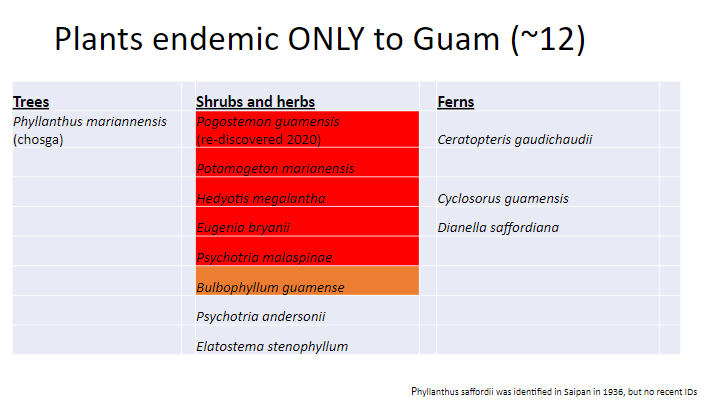 Plants endemic ONLY to Guam (~12)
Trees
Shrubs and herbs
Ferns
Phyllanthus mariannensis
(chosga)
Pogostemon guamensis
(re-discovered 2020)
Ceratopteris gaudichaudii
Potamogeton marianensis
Hedyotis megalantha
Cyclosorus guamensis
Eugenia bryanii
Dianella saffordiana
Psychotria malaspinae
Bulbophyllum guamense
Psychotria andersonii
Elatostema stenophyllum
Phyllanthus saffordii was identified in Saipan in 1936, but no recent IDs